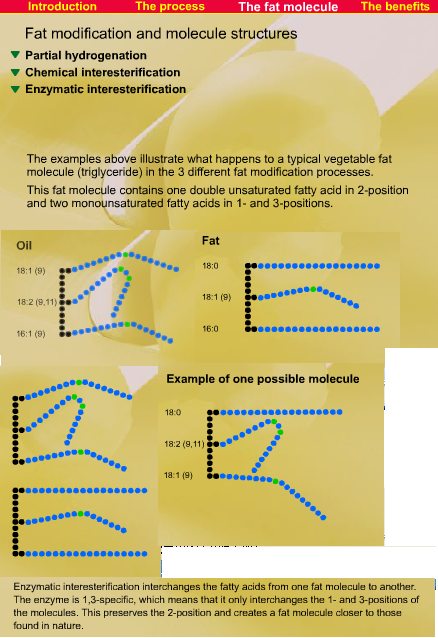 Introduction The process The fat molecule The benefits
Fat modification and molecule structures
Partial hydrogenation
Chemical interesterification
Enzymatic interesterification
The examples above illustrate what happens to a typical vegetable fat
molecule (triglyceride) in the 3 different fat modification processes.
This fat molecule contains one double unsaturated fatty acid in 2-position
and two monounsaturated fatty acids in 1- and 3-positions.
Oil
18:1 (9)
18:2 (9,11)
16:1 (9)
Fat
18:0
18:1 (9)
16:0
Example of one possible molecule
18:0
18:2 (9,11)
18:1 (9)
Enzymatic interesterification interchanges the fatty acids from one fat molecule to another.
The enzyme is 1,3-specific, which means that it only interchanges the 1- and 3-positions of
the molecules. This preserves the 2-position and creates a fat molecule closer to those
found in nature.